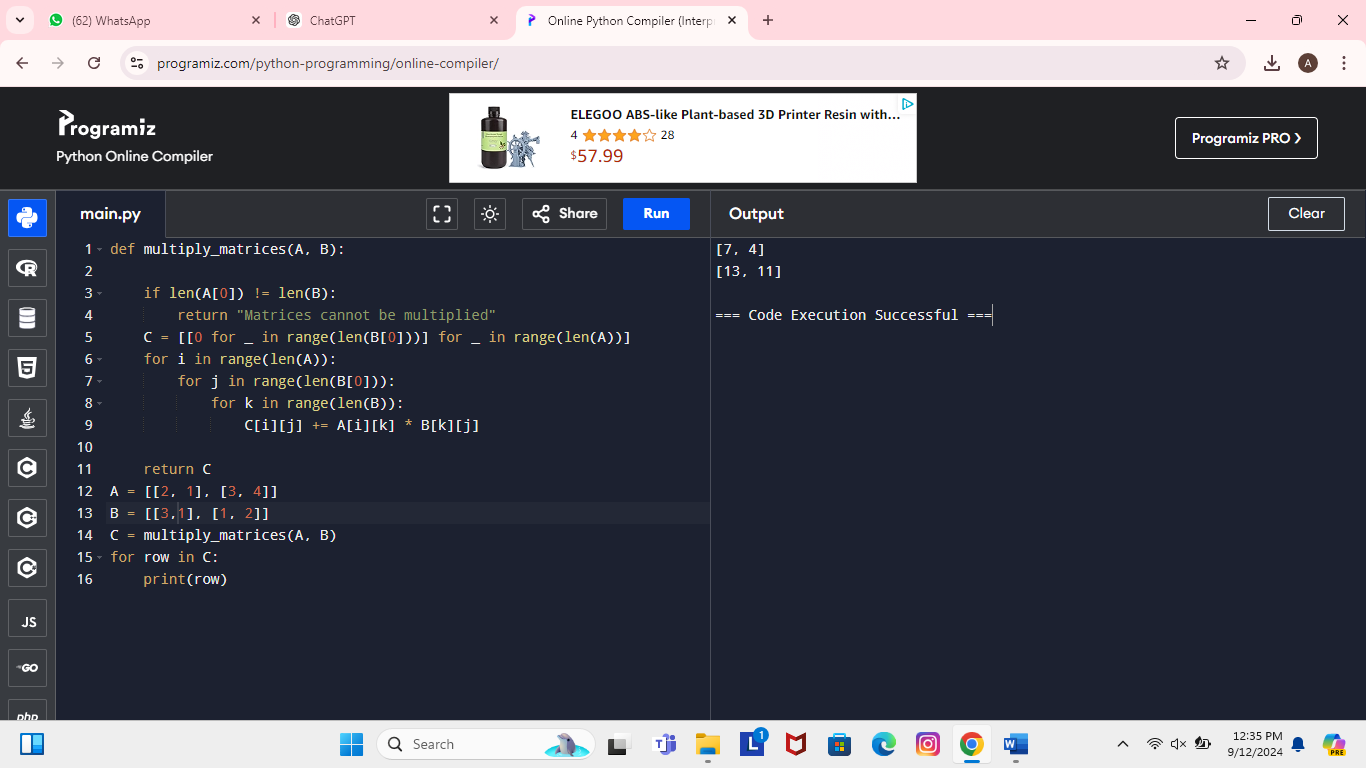 (62) WhatsApp
ChatGPT
Online Python Compiler (Interp
programiz.com/python-programming/online-compiler/
A
Programiz
Python Online Compiler
ELEGOO ABS-like Plant-based 3D Printer Resin with...
4 28
$57.99
Programiz PRO
main.py
Share
Run
Output
Clear
1 def multiply_matrices(A, B):
2
3     if len(A[0]) != len(B):
4         return "Matrices cannot be multiplied"
5     C = [[0 for _ in range(len(B[0]))] for _ in range(len(A))]
6     for i in range(len(A)):
7         for j in range(len(B[0])):
8             for k in range(len(B)):
9                 C[i][j] += A[i][k] * B[k][j]
10
11     return C
12 A = [[2, 1], [3, 4]]
13 B = [[3,1], [1, 2]]
14 C = multiply_matrices(A, B)
15 for row in C:
16     print(row)
[7, 4]
[13, 11]
=== Code Execution Successful ===
R
5
C
C
C
JS
GO
php
Search
L
1
W
PRE
12:35 PM
9/12/2024